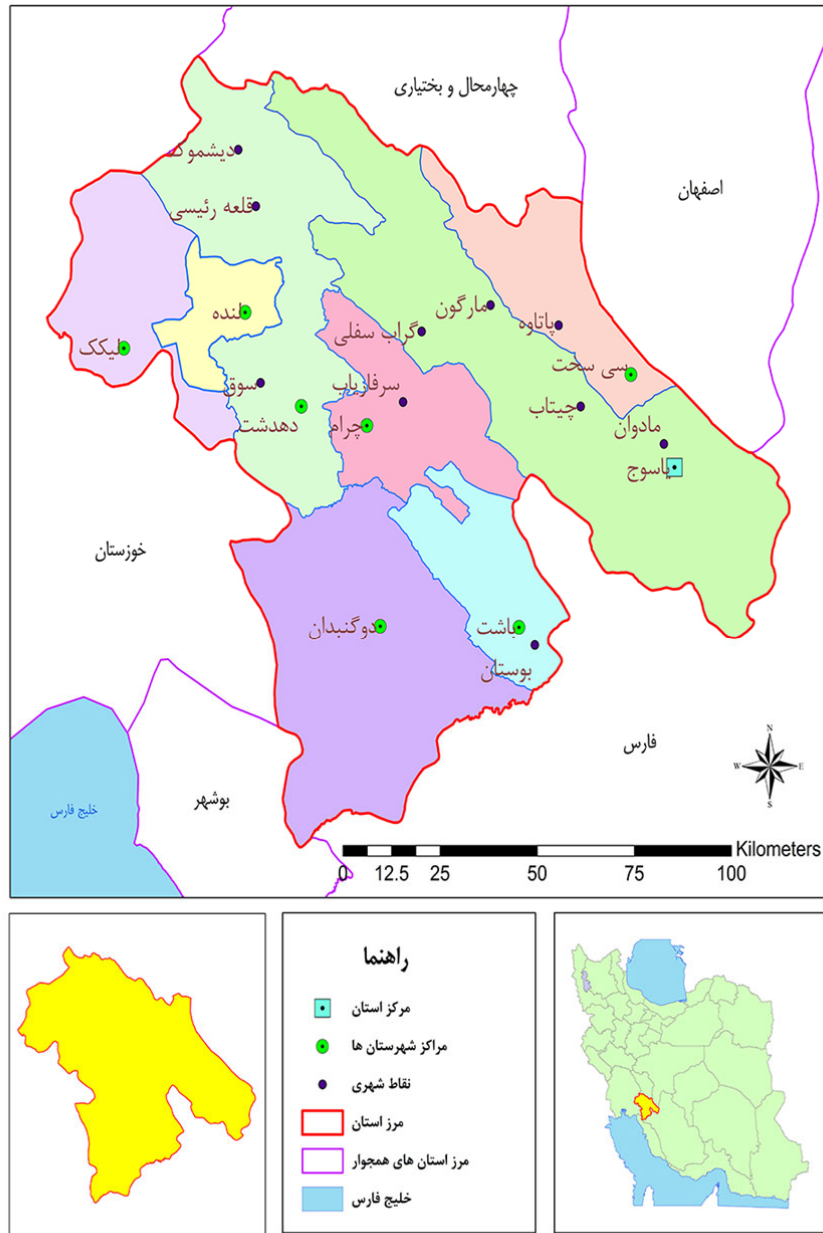 چهارمحال و بختیاری
اصفهان
دیشموک
قلعه رئیسی
لنده
لیکک
مارگون
گراب سفلی
پاتاوه
سی سخت
سوق
سرفاریاب
دهدشت
چرام
چیتاب
مادوان
یاسوج
خوزستان
دوگنبدان
باشت
بوستان
فارس
بوشهر
خلیج فارس
N
W
E
S
Kilometers
0
12.5
25
50
75
100
راهنما
مرکز استان
مراکز شهرستان ها
نقاط شهری
مرز استان
مرز استان های همجوار
خلیج فارس